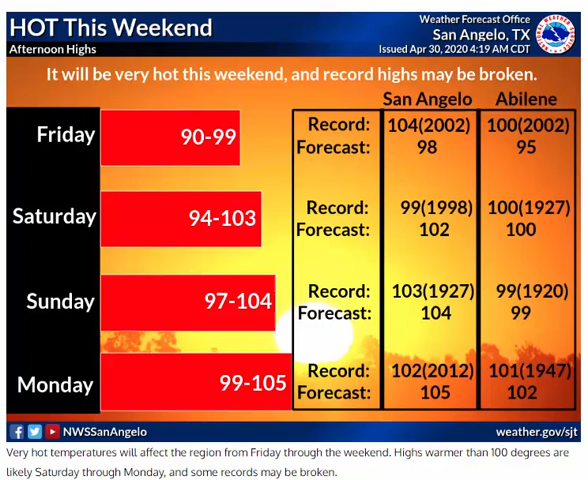 HOT This Weekend
Afternoon Highs
Weather Forecast Office
San Angelo, TX
Issued Apr 30, 2020 4:19 AM CDT
It will be very hot this weekend, and record highs may be broken.
San Angelo Abilene
Friday 90-99 Record: 104(2002) 100(2002)
Forecast: 98 95
Saturday 94-103 Record: 99(1998) 100(1927)
Forecast: 102 100
Sunday 97-104 Record: 103(1927) 99(1920)
Forecast: 104 99
Monday 99-105 Record: 102(2012) 101(1947)
Forecast: 105 102
NWSSanAngelo weather.gov/sjt
Very hot temperatures will affect the region from Friday through the weekend. Highs warmer than 100 degrees are
likely Saturday through Monday, and some records may be broken.